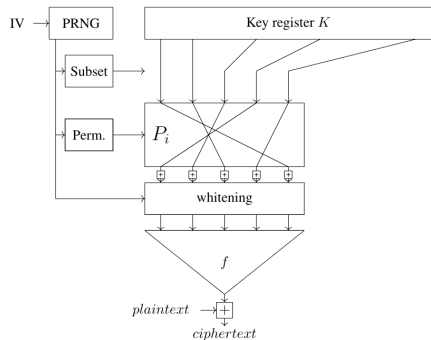 IV PRNG Key register K
Subset
Perm. P_i
+ + + + +
whitening
f
plaintext +
ciphertext